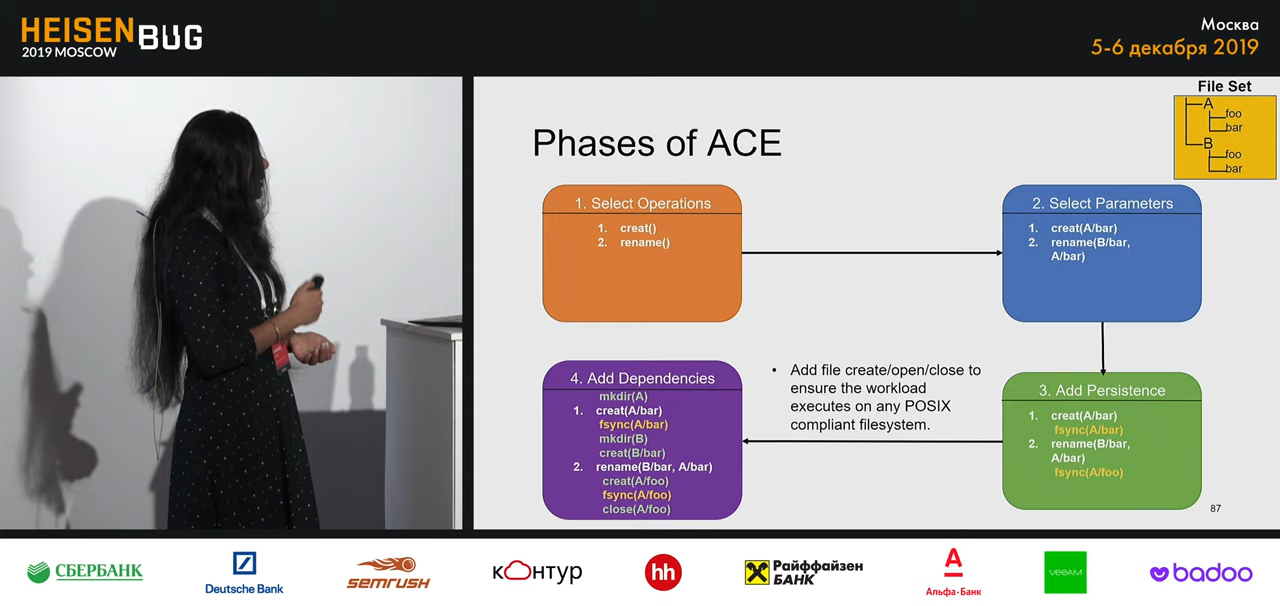 HEISENBUG
2019 MOSCOW
Москва
5-6 декабря 2019
File Set
A
foo
bar
B
foo
bar
Phases of ACE
1. Select Operations
1. creat()
2. rename()
2. Select Parameters
1. creat(A/bar)
2. rename(B/bar,
A/bar)
3. Add Persistence
1. creat(A/bar)
fsync(A/bar)
2. rename(B/bar,
A/bar)
fsync(A/foo)
• Add file create/open/close to
ensure the workload
executes on any POSIX
compliant filesystem.
4. Add Dependencies
mkdir(A)
1. creat(A/bar)
fsync(A/bar)
mkdir(B)
creat(B/bar)
2. rename(B/bar, A/bar)
creat(A/foo)
fsync(A/foo)
close(A/foo)
87
СБЕРБАНК
Deutsche Bank
semrush
контур
hh
Райффайзен
БАНК
А
Альфа·Банк
veeam
badoo